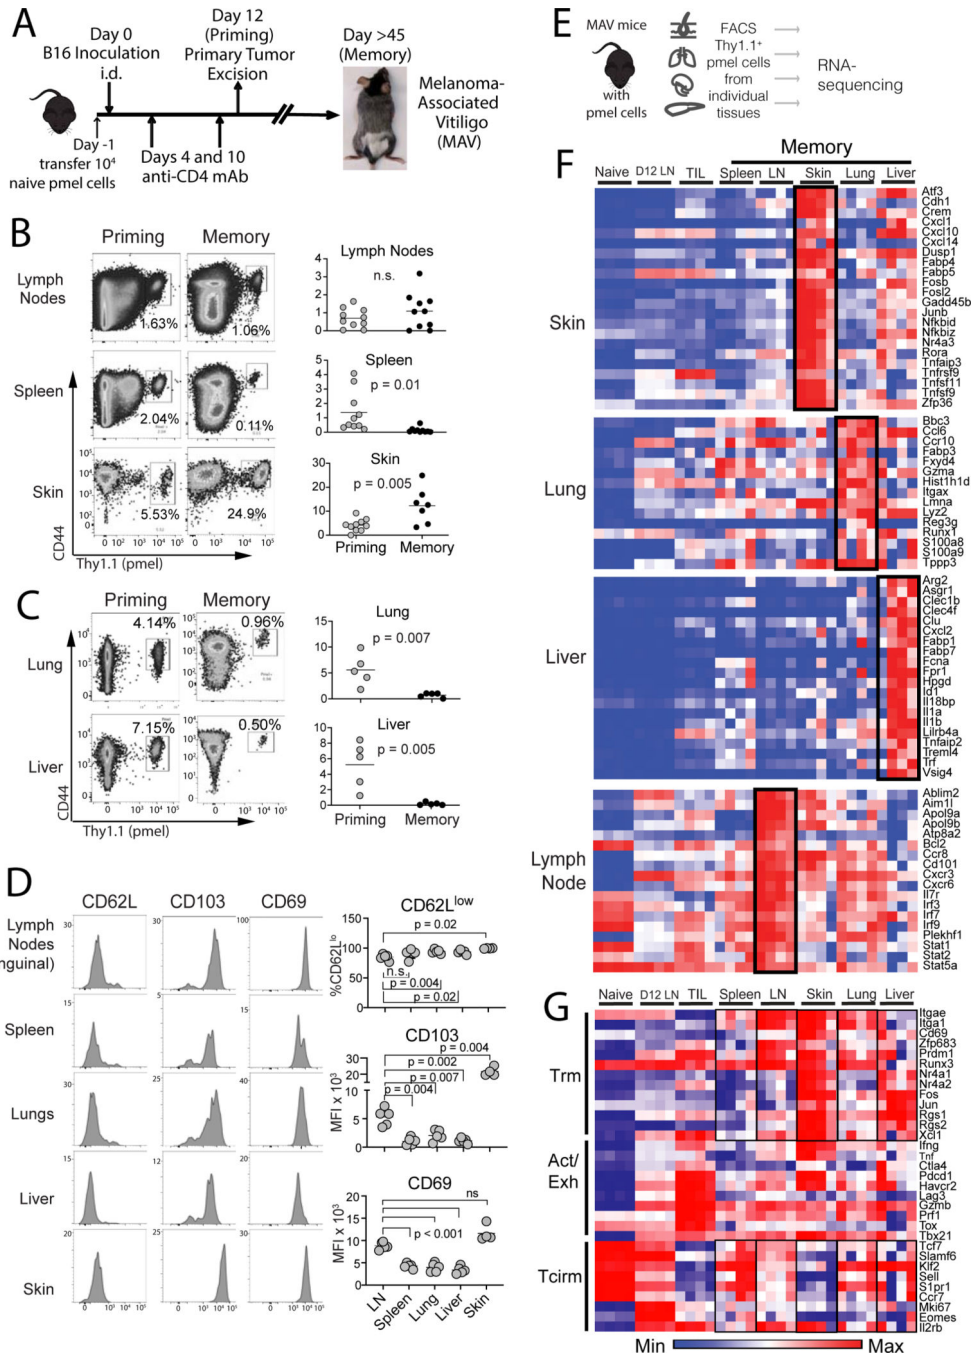 A
Day 0
B16 Inoculation
i.d.
Day 12
(Priming)
Primary Tumor
Excision
Day >45
(Memory)
Day -1
transfer 10⁴
naive pmel cells
Days 4 and 10
anti-CD4 mAb
Melanoma-
Associated
Vitiligo
(MAV)
B
Priming
Memory
Lymph
Nodes
1.63%
1.06%
Spleen
2.04%
0.11%
Skin
5.53%
24.9%
CD44
Thy1.1 (pmel)
Lymph Nodes
n.s.
Spleen
p = 0.01
Skin
p = 0.005
Priming
Memory
C
Priming
Memory
Lung
4.14%
0.96%
Liver
7.15%
0.50%
CD44
Thy1.1 (pmel)
Lung
p = 0.007
Liver
p = 0.005
Priming
Memory
D
CD62L
CD103
CD69
Lymph
Nodes
nguinal)
Spleen
Lungs
Liver
Skin
CD62Lˡᵒʷ
p = 0.02
%CD62Lˡᵒ
n.s.
p = 0.004
p = 0.02
CD103
p = 0.004
p = 0.002
p = 0.007
p = 0.004
MFI x 10³
CD69
ns
p < 0.001
MFI x 10³
LN
Spleen
Lung
Liver
Skin
E
MAV mice
with
pmel cells
FACS
Thy1.1⁺
pmel cells
from
individual
tissues
RNA-
sequencing
F
Memory
Naive
D12 LN
TIL
Spleen
LN
Skin
Lung
Liver
Skin
Atf3
Cdh1
Crem
Cxcl1
Cxcl10
Cxcl14
Dusp1
Fabp4
Fabp5
Fosb
Fosl2
Gadd45b
Junb
Nfkbid
Nfkbiz
Nr4a3
Rora
Tnfaip3
Tnfrsf9
Tnfsf11
Tnfsf9
Zfp36
Lung
Bbc3
Ccl6
Ccr10
Fabp3
Fxyd4
Gzma
Hist1h1d
Itgax
Lmna
Lyz2
Reg3g
Runx1
S100a8
S100a9
Tppp3
Liver
Arg2
Asgr1
Clec1b
Clec4f
Clu
Cxcl2
Fabp1
Fabp7
Fcna
Fpr1
Hpgd
Id1
Il18bp
Il1a
Il1b
Lilrb4a
Tnfaip2
Treml4
Trf
Vsig4
Lymph
Node
Ablim2
Aim1l
Apol9a
Apol9b
Atp8a2
Bcl2
Ccr8
Cd101
Cxcr3
Cxcr6
Il7r
Irf3
Irf7
Irf9
Plekhf1
Stat1
Stat2
Stat5a
G
Naive
D12 LN
TIL
Spleen
LN
Skin
Lung
Liver
Trm
Itgae
Itga1
Cd69
Zfp683
Prdm1
Runx3
Nr4a1
Nr4a2
Fos
Jun
Rgs1
Rgs2
Xcl1
Act/
Exh
Ifng
Tnf
Ctla4
Pdcd1
Havcr2
Lag3
Gzmb
Prf1
Tox
Tbx21
Tcirm
Tcf7
Slamf6
Klf2
Sell
S1pr1
Ccr7
Mki67
Eomes
Il2rb
Min
Max